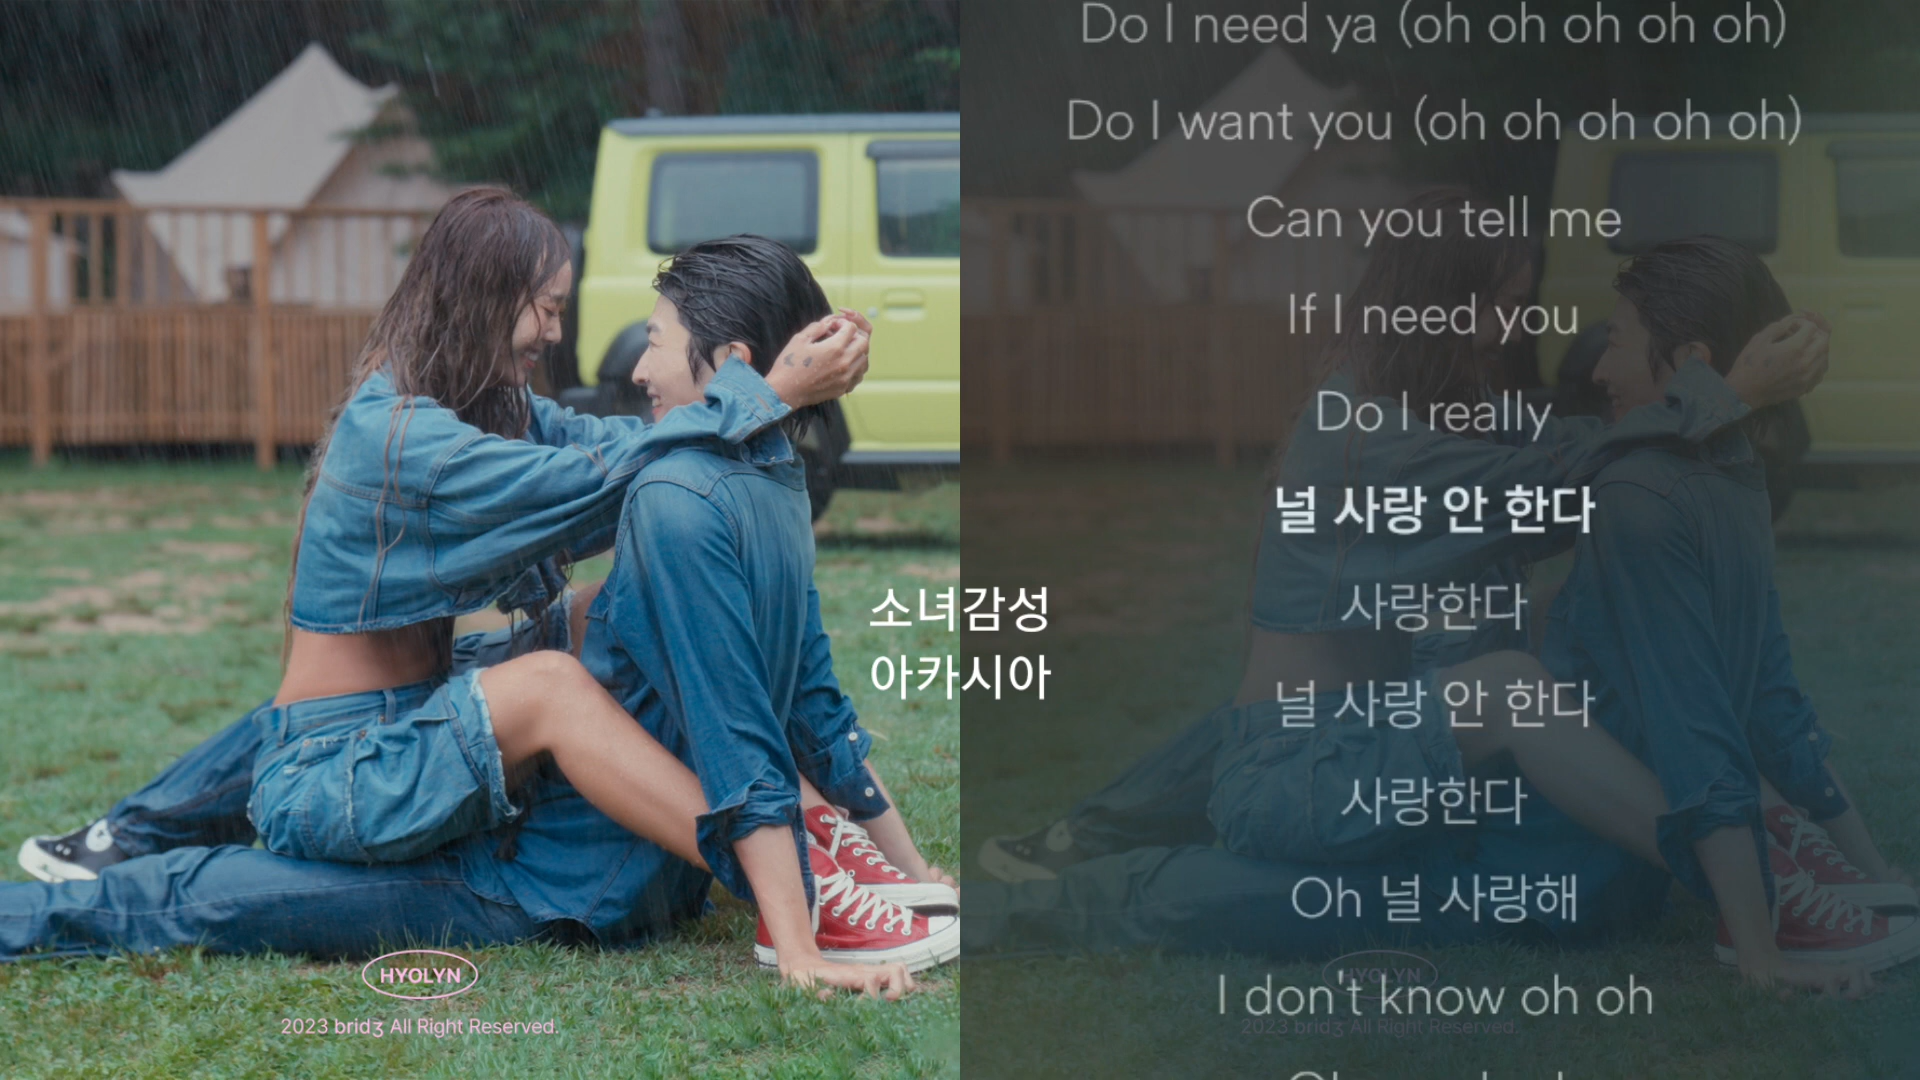 Do I need ya (oh oh oh oh oh)
Do I want you (oh oh oh oh oh)
Can you tell me
If I need you
Do I really
널 사랑 안 한다
사랑한다
널 사랑 안 한다
사랑한다
Oh 널 사랑해
I don't know oh oh
소녀감성
아카시아
HYOLYN
2023 bridʒ All Right Reserved.
HYOLYN
2023 bridʒ All Right Reserved.